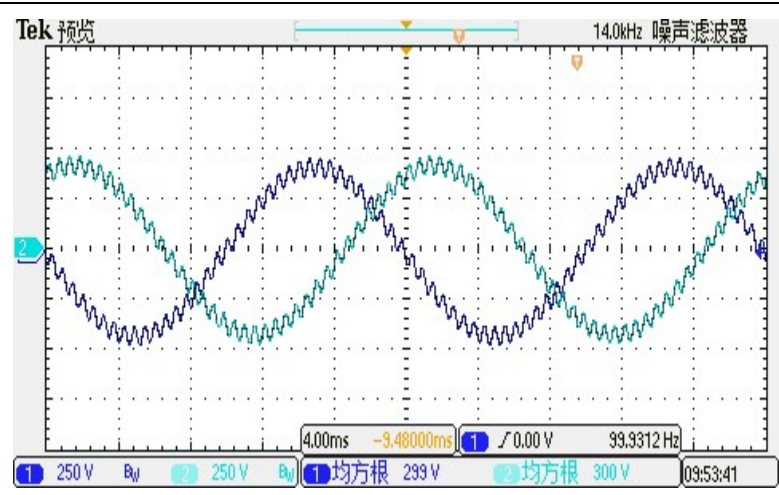 Tek 预览 14.0kHz 噪声滤波器
T
T
2
4.00ms -9.48000ms 1 0.00 V 99.9312 Hz
1 250 V BW 2 250 V BW 1 均方根 299 V 2 均方根 300 V 09:53:41